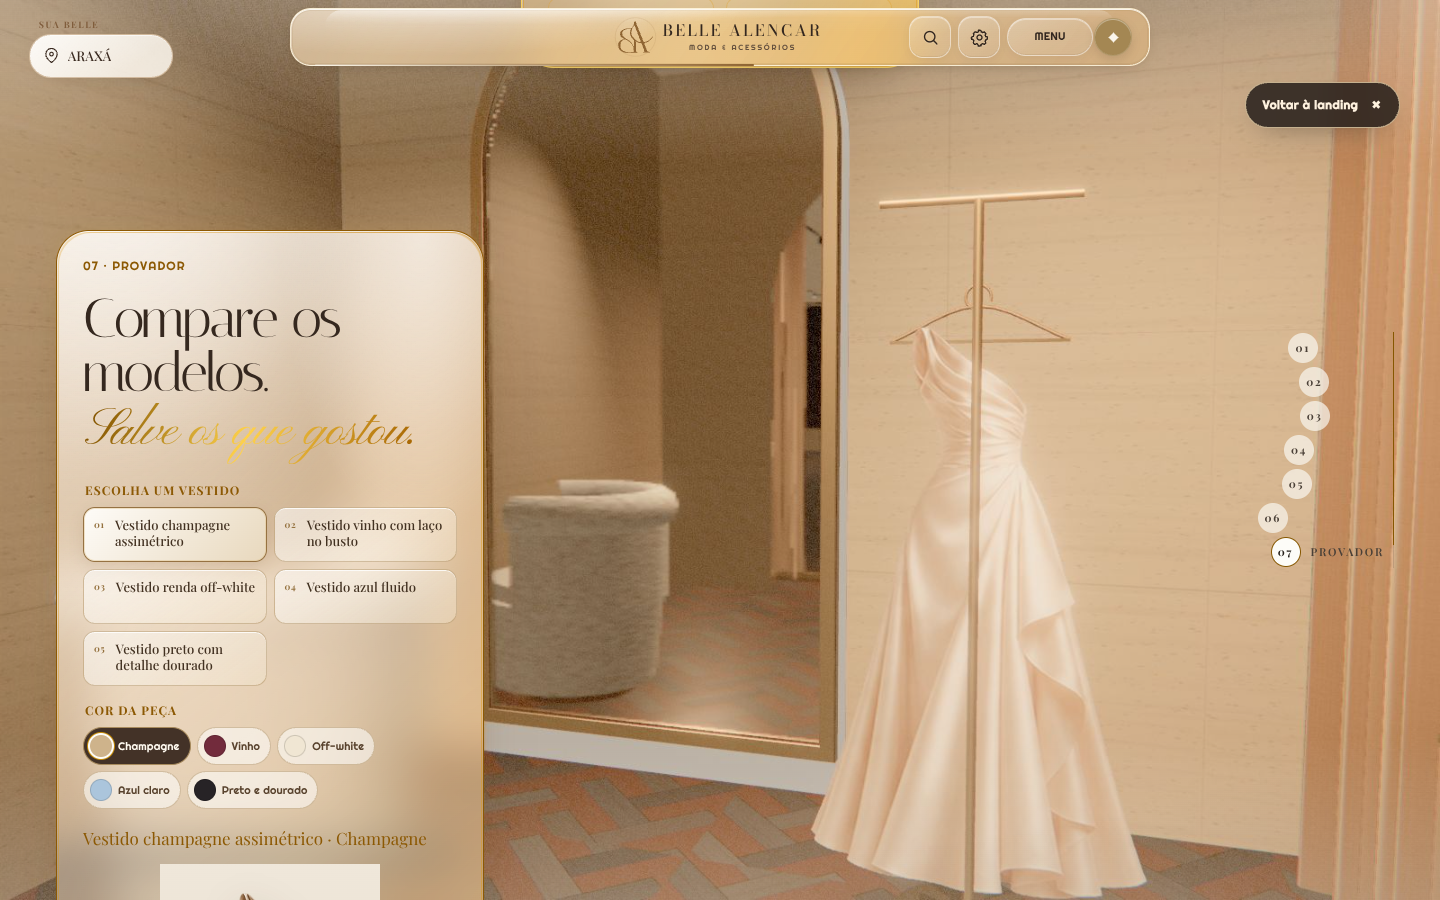 SUA BELLE
ARAXÁ
BELLE ALENCAR
MODA E ACESSÓRIOS
MENU
Voltar à landing ✖
07 · PROVADOR
Compare os
modelos.
Salve os que gostou.
ESCOLHA UM VESTIDO
01 Vestido champagne
assimétrico
02 Vestido vinho com laço
no busto
03 Vestido renda off-white
04 Vestido azul fluido
05 Vestido preto com
detalhe dourado
COR DA PEÇA
Champagne
Vinho
Off-white
Azul claro
Preto e dourado
Vestido champagne assimétrico · Champagne
01
02
03
04
05
06
07 PROVADOR